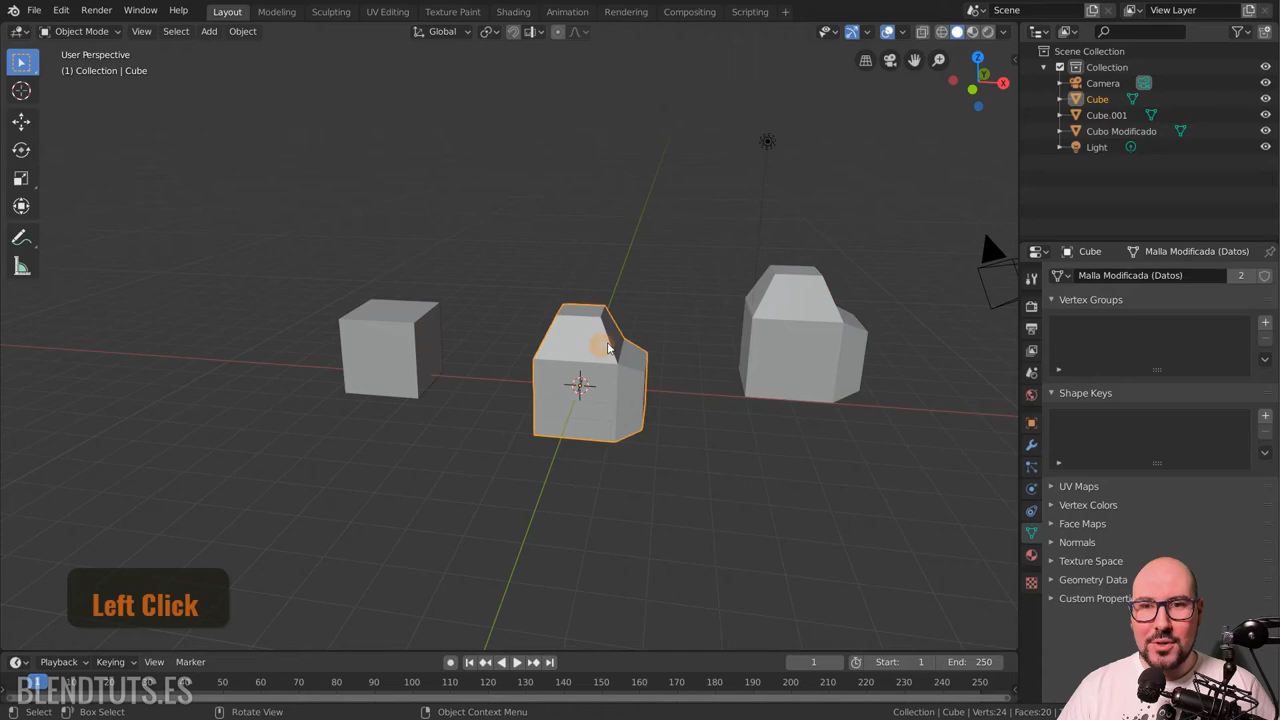 File Edit Render Window Help
Layout Modeling Sculpting UV Editing Texture Paint Shading Animation Rendering Compositing Scripting +
Scene
View Layer
Object Mode View Select Add Object
Global
User Perspective
(1) Collection | Cube
Z
Y
X
Scene Collection
Collection
Camera
Cube
Cube.001
Cubo Modificado
Light
Cube Malla Modificada (Datos)
Malla Modificada (Datos) 2
Vertex Groups
Shape Keys
UV Maps
Vertex Colors
Face Maps
Normals
Texture Space
Geometry Data
Left Click
Playback Keying View Marker
1 Start: 1 End: 250
1 10 20 30 40 50 60 70 80 90 100 110 120 130 140 150 160 170 180 190 200 210 220 230 240 250
BLENDTUTS.ES
Select Box Select Rotate View Object Context Menu
Collection | Cube | Verts:24 | Faces:20 |